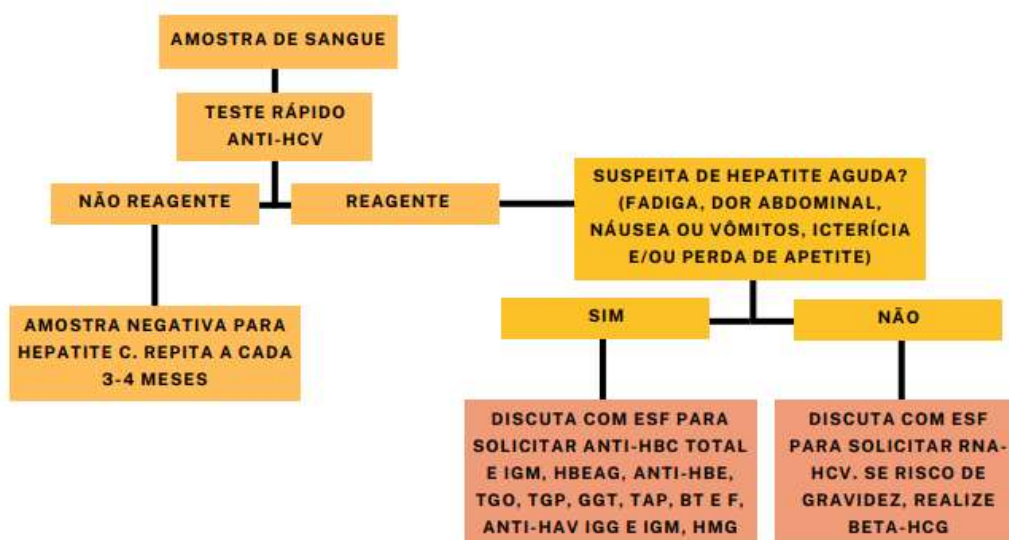 AMOSTRA DE SANGUE
TESTE RÁPIDO
ANTI-HCV
NÃO REAGENTE
REAGENTE
SUSPEITA DE HEPATITE AGUDA?
(FADIGA, DOR ABDOMINAL,
NÁUSEA OU VÔMITOS, ICTERÍCIA
E/OU PERDA DE APETITE)
AMOSTRA NEGATIVA PARA
HEPATITE C. REPITA A CADA
3-4 MESES
SIM
NÃO
DISCUTA COM ESF PARA
SOLICITAR ANTI-HBC TOTAL
E IGM, HBEAG, ANTI-HBE,
TGO, TGP, GGT, TAP, BT E F,
ANTI-HAV IGG E IGM, HMG
DISCUTA COM ESF
PARA SOLICITAR RNA-
HCV. SE RISCO DE
GRAVIDEZ, REALIZE
BETA-HCG